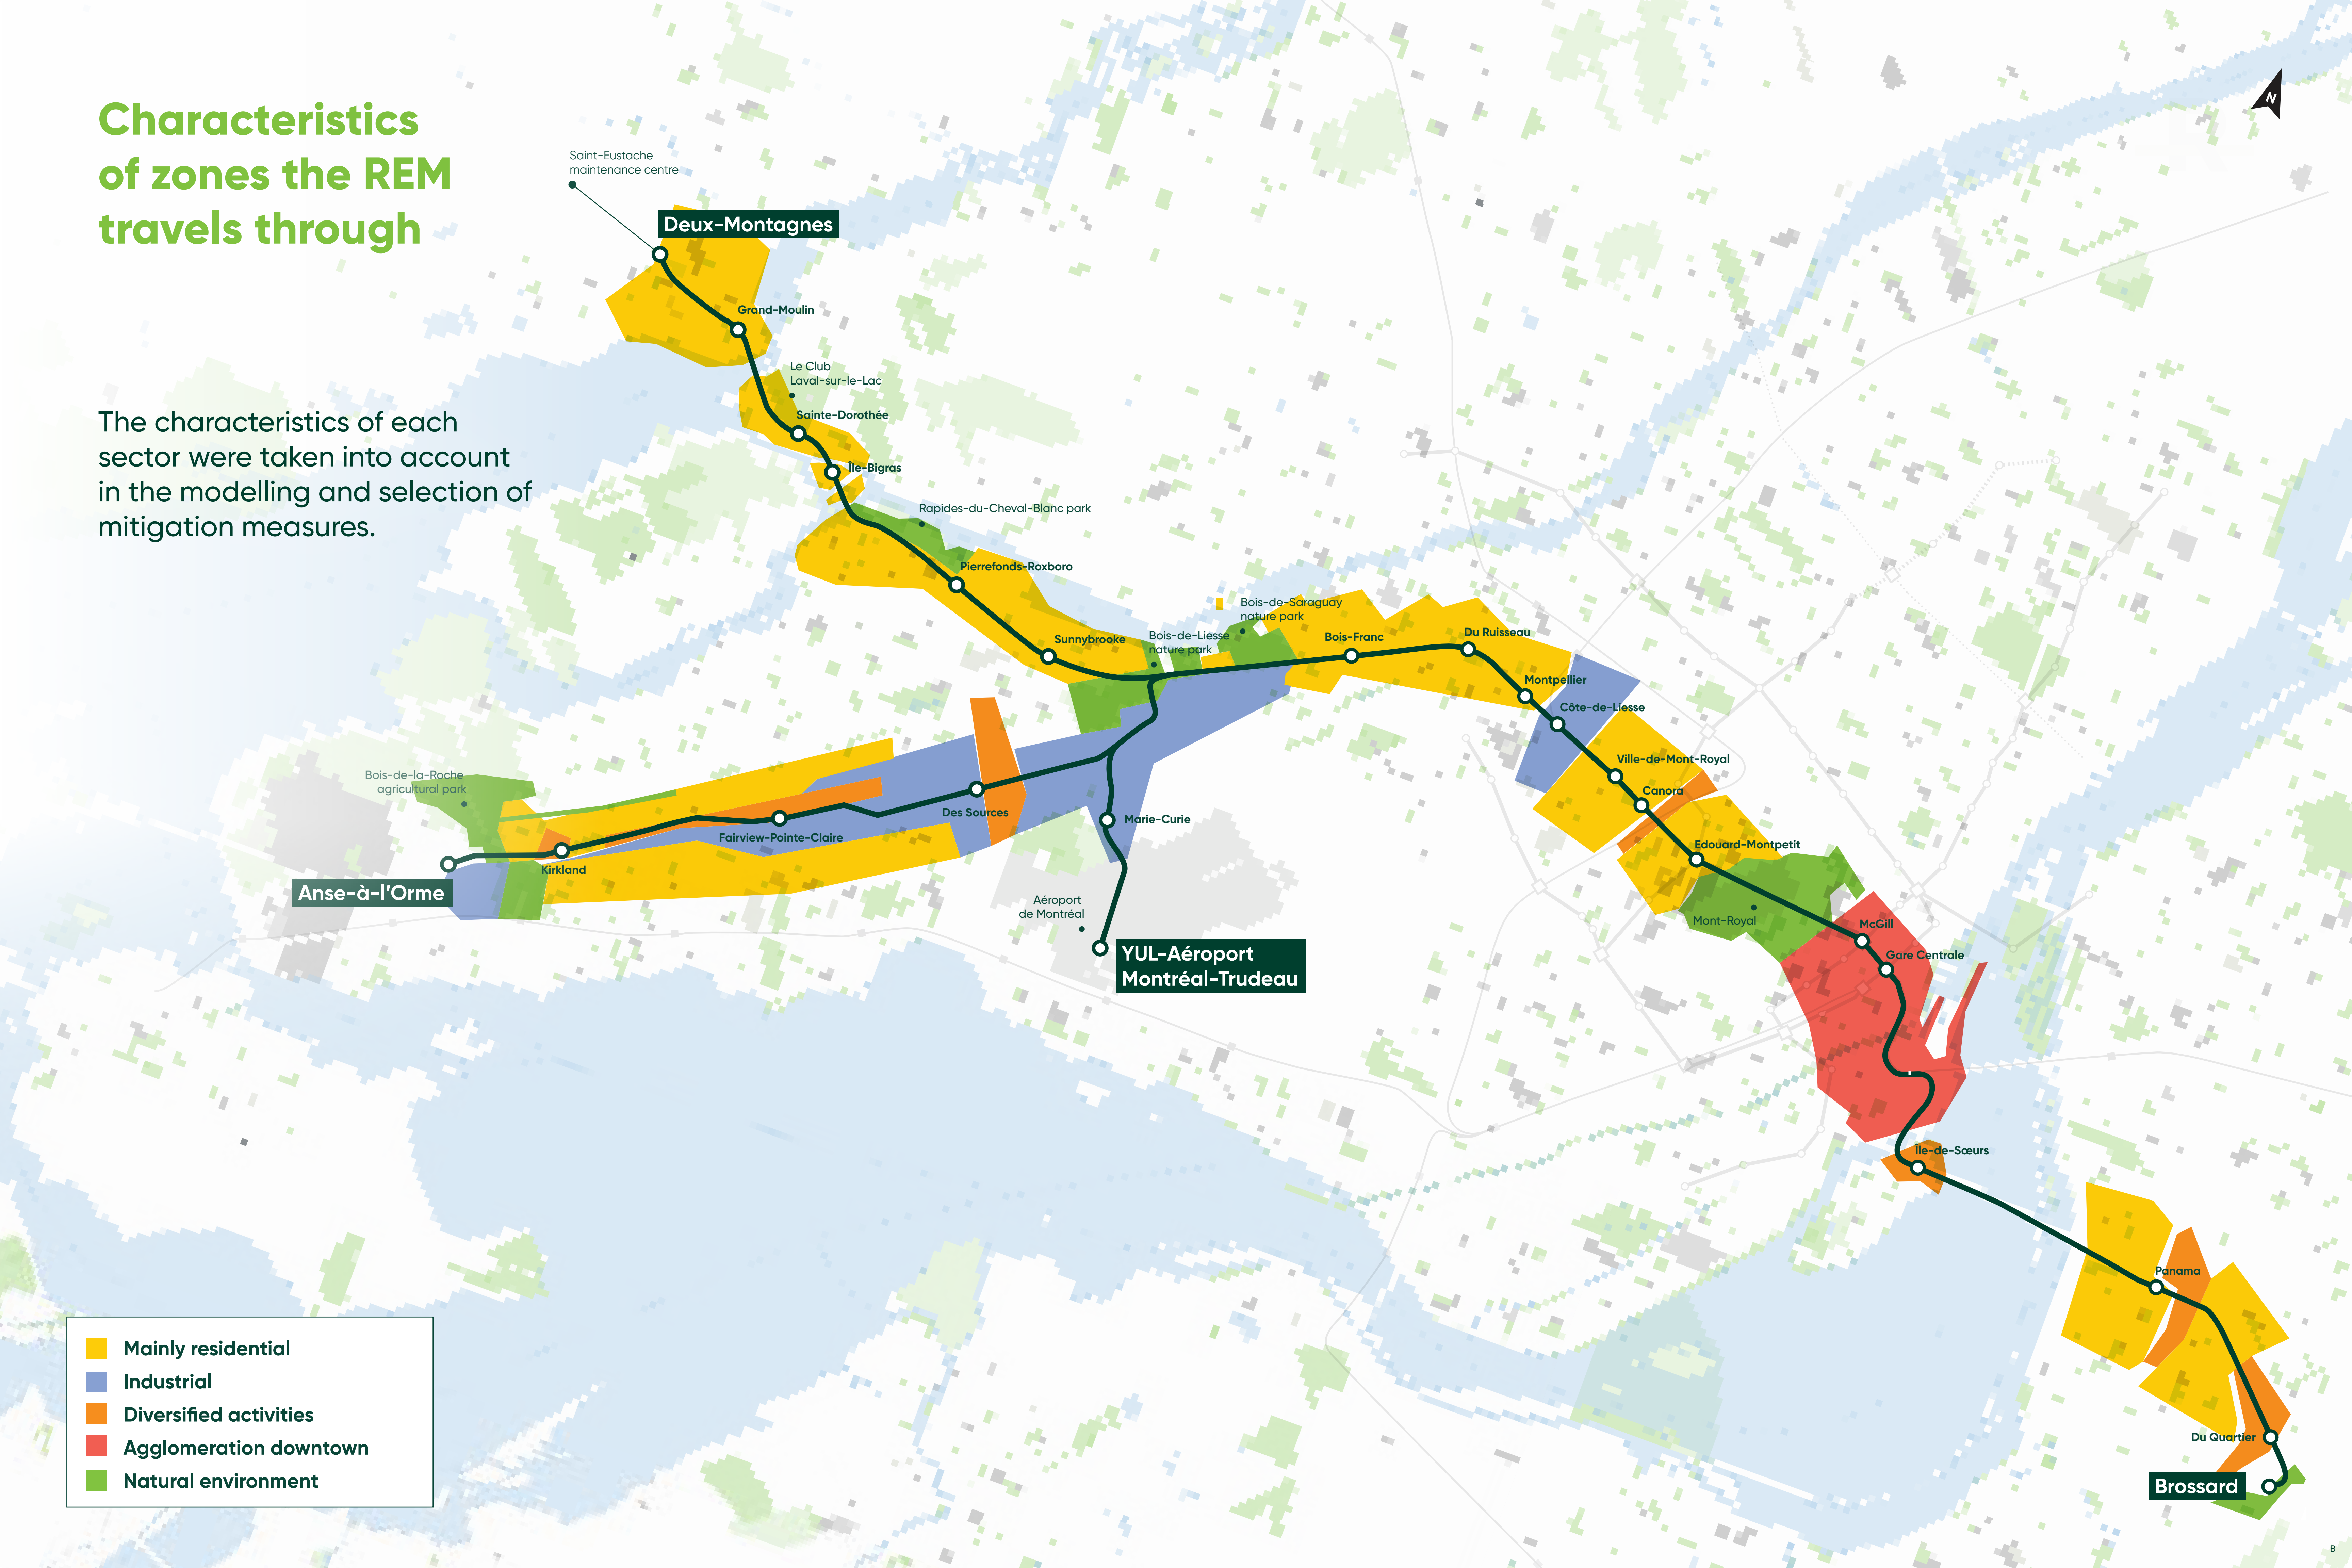 Characteristics
of zones the REM
travels through
The characteristics of each
sector were taken into account
in the modelling and selection of
mitigation measures.
N
Saint-Eustache
maintenance centre
Deux-Montagnes
Grand-Moulin
Le Club
Laval-sur-le-Lac
Sainte-Dorothée
Île-Bigras
Rapides-du-Cheval-Blanc park
Pierrefonds-Roxboro
Sunnybrooke
Bois-de-Liesse
nature park
Bois-de-Saraguay
nature park
Bois-Franc
Du Ruisseau
Montpellier
Côte-de-Liesse
Ville-de-Mont-Royal
Canora
Edouard-Montpetit
Mont-Royal
McGill
Gare Centrale
Île-de-Sœurs
Panama
Du Quartier
Brossard
Bois-de-la-Roche
agricultural park
Anse-à-l'Orme
Kirkland
Fairview-Pointe-Claire
Des Sources
Marie-Curie
Aéroport
de Montréal
YUL-Aéroport
Montréal-Trudeau
Mainly residential
Industrial
Diversified activities
Agglomeration downtown
Natural environment
B